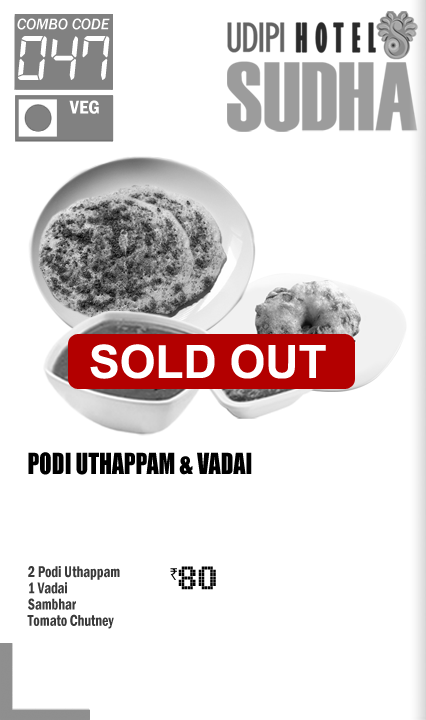 COMBO CODE
047
VEG
UDIPI HOTEL
SUDHA
SOLD OUT
PODI UTHAPPAM & VADAI
2 Podi Uthappam
1 Vadai
Sambhar
Tomato Chutney
₹80